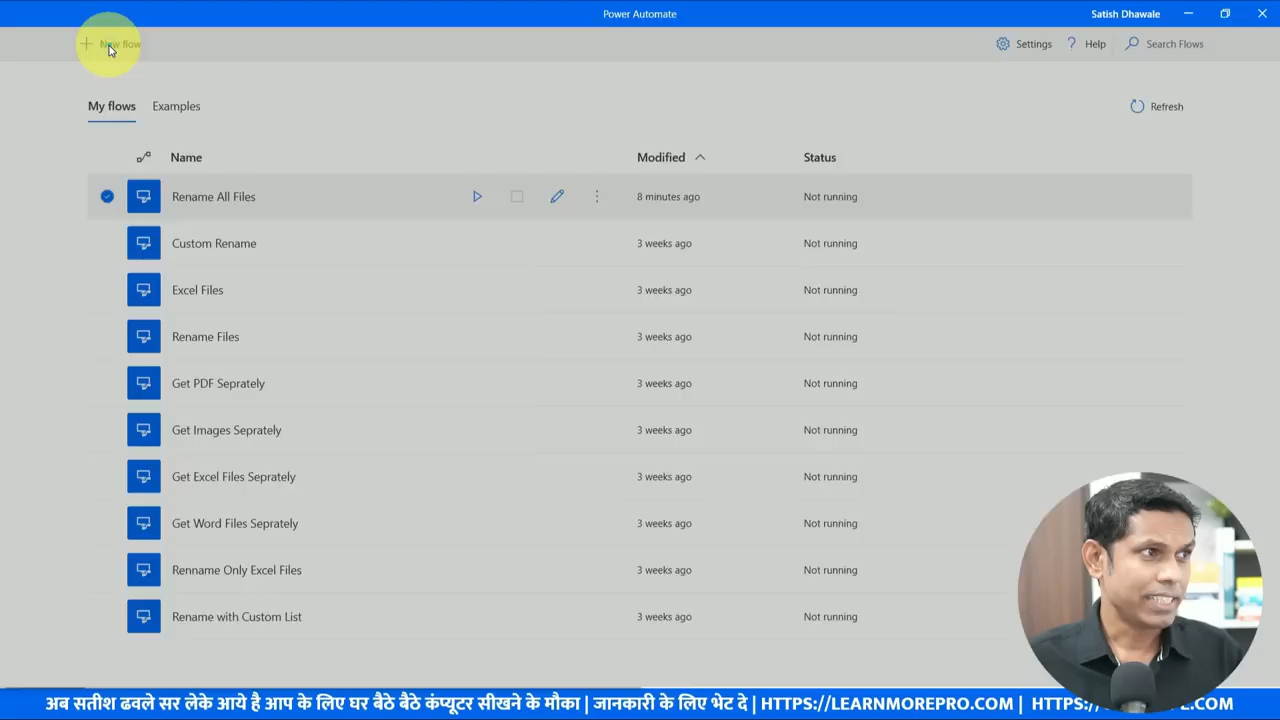 Power Automate
Satish Dhawale
New flow
Settings
Help
Search Flows
My flows
Examples
Refresh
Name
Modified
Status
Rename All Files
8 minutes ago
Not running
Custom Rename
3 weeks ago
Not running
Excel Files
3 weeks ago
Not running
Rename Files
3 weeks ago
Not running
Get PDF Seprately
3 weeks ago
Not running
Get Images Seprately
3 weeks ago
Not running
Get Excel Files Seprately
3 weeks ago
Not running
Get Word Files Seprately
3 weeks ago
Not running
Renname Only Excel Files
3 weeks ago
Not running
Rename with Custom List
3 weeks ago
Not running
अब सतीश ढवले सर लेके आये है आप के लिए घर बैठे बैठे कंप्यूटर सीखने के मौका | जानकारी के लिए भेट दे | HTTPS://LEARNMOREPRO.COM |